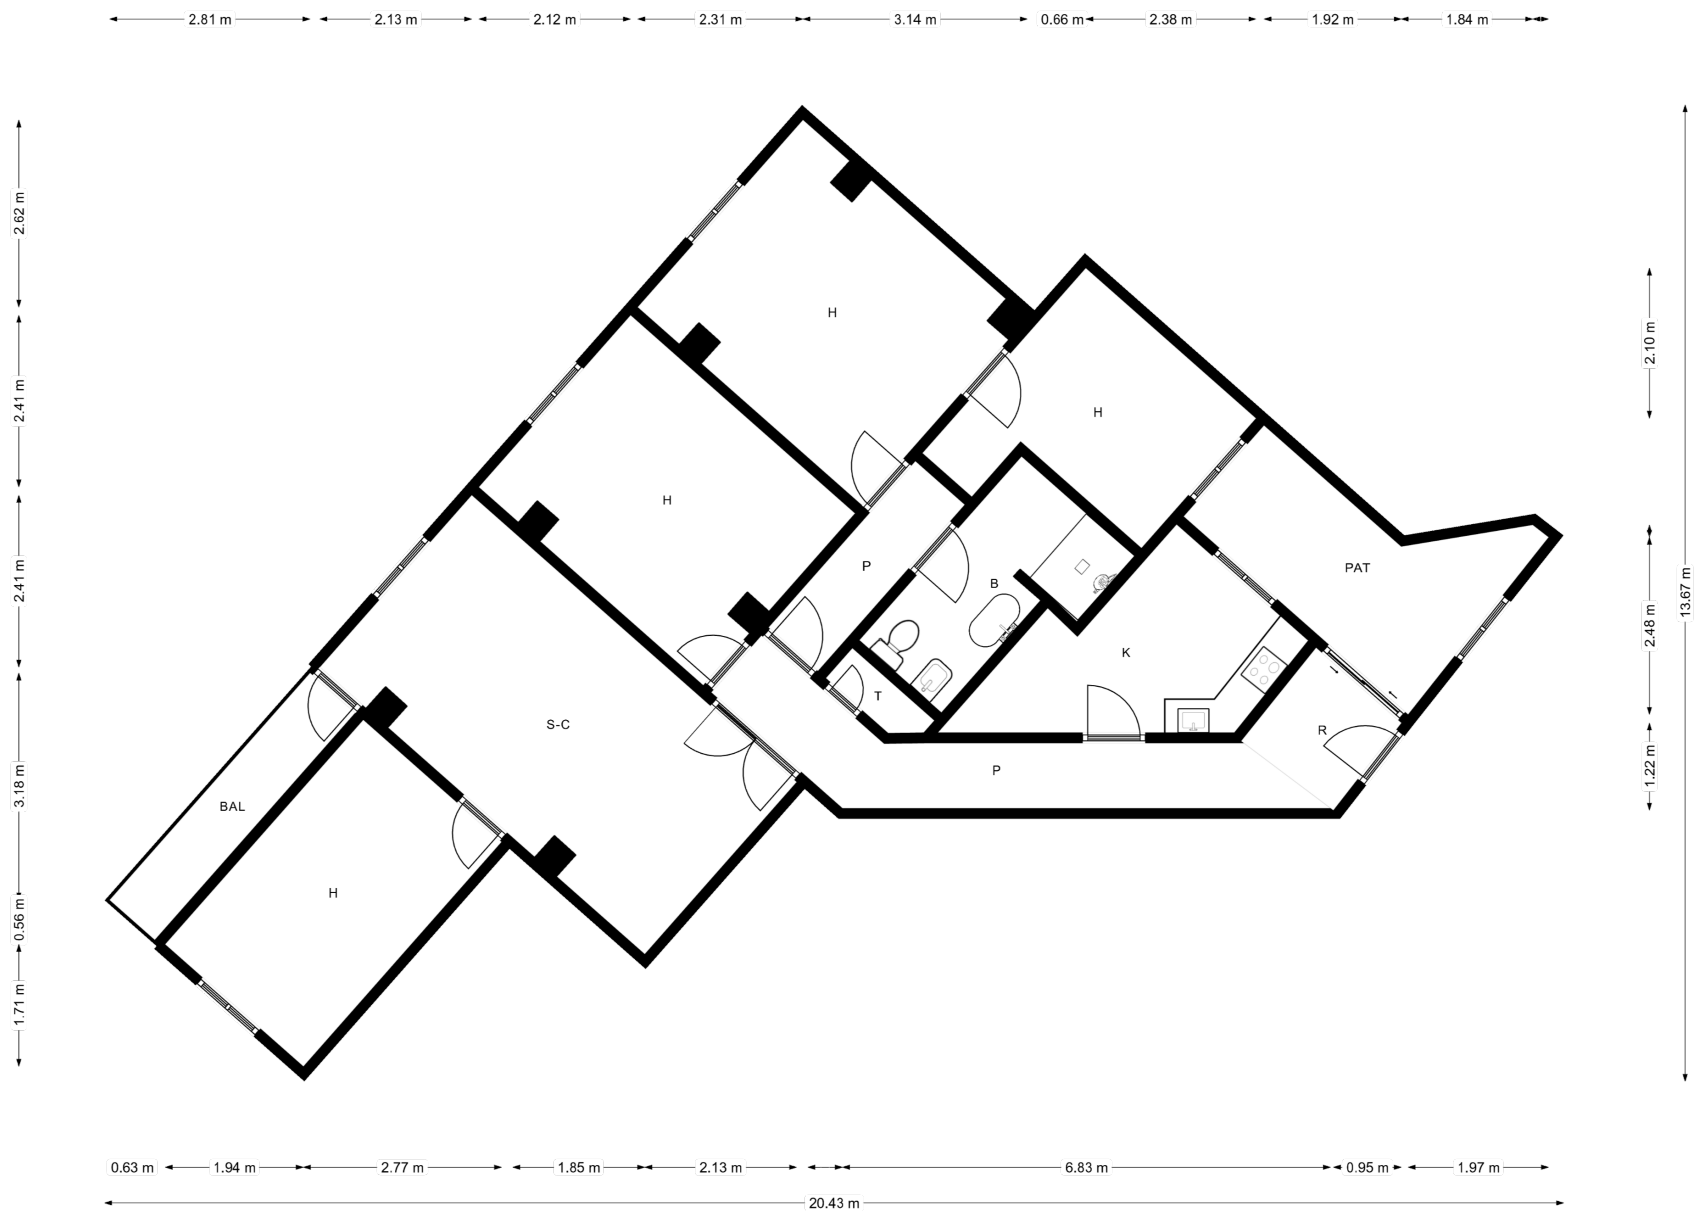 2.81 m 2.13 m 2.12 m 2.31 m 3.14 m 0.66 m 2.38 m 1.92 m 1.84 m
2.62 m
2.41 m
2.41 m
3.18 m
0.56 m
1.71 m
H
H
H
P
B
PAT
K
T
S-C
R
P
BAL
H
2.10 m
2.48 m
1.22 m
13.67 m
0.63 m 1.94 m 2.77 m 1.85 m 2.13 m 6.83 m 0.95 m 1.97 m
20.43 m